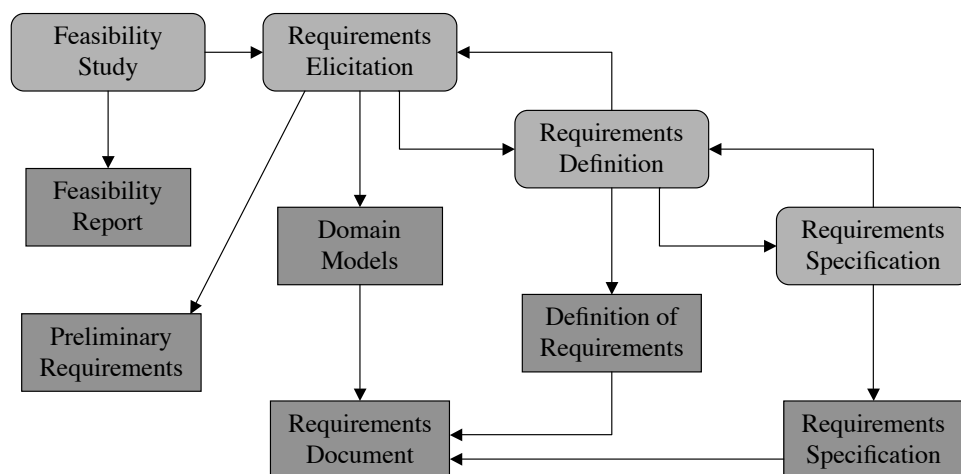 Feasibility
Study
Requirements
Elicitation
Requirements
Definition
Feasibility
Report
Domain
Models
Requirements
Specification
Preliminary
Requirements
Definition of
Requirements
Requirements
Document
Requirements
Specification